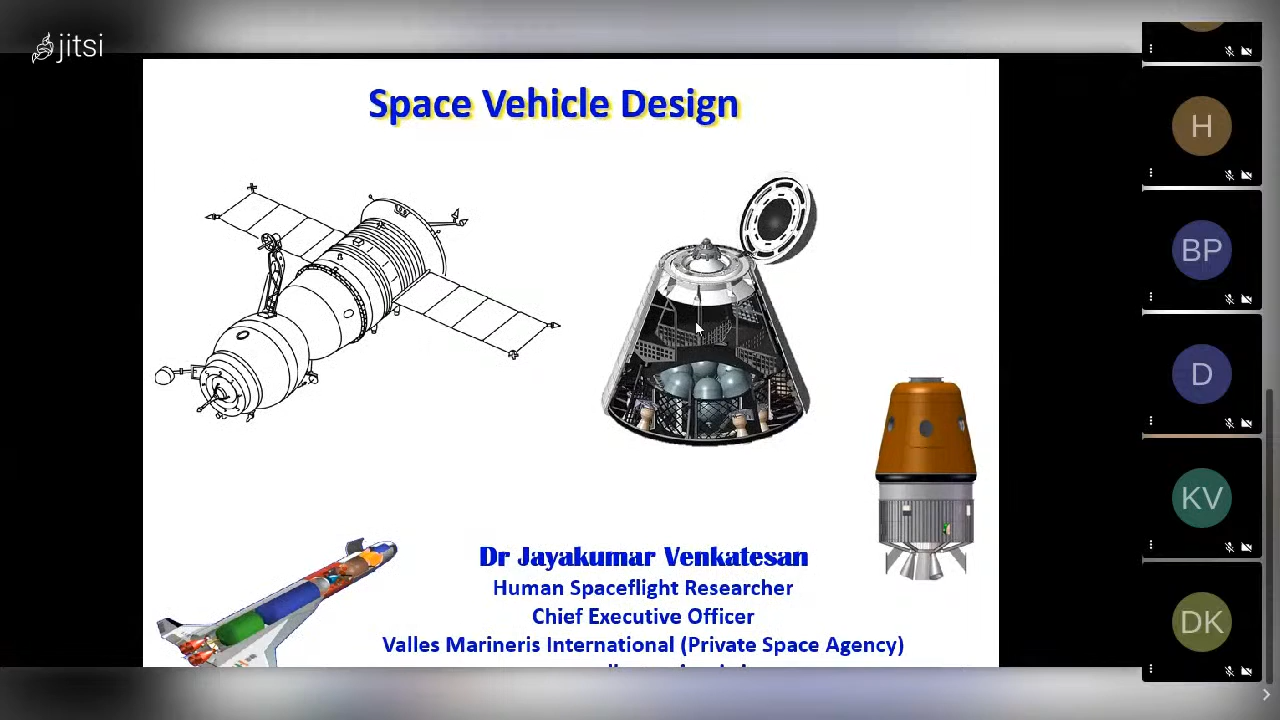 jitsi
Space Vehicle Design
Dr Jayakumar Venkatesan
Human Spaceflight Researcher
Chief Executive Officer
Valles Marineris International (Private Space Agency)
H
BP
D
KV
DK